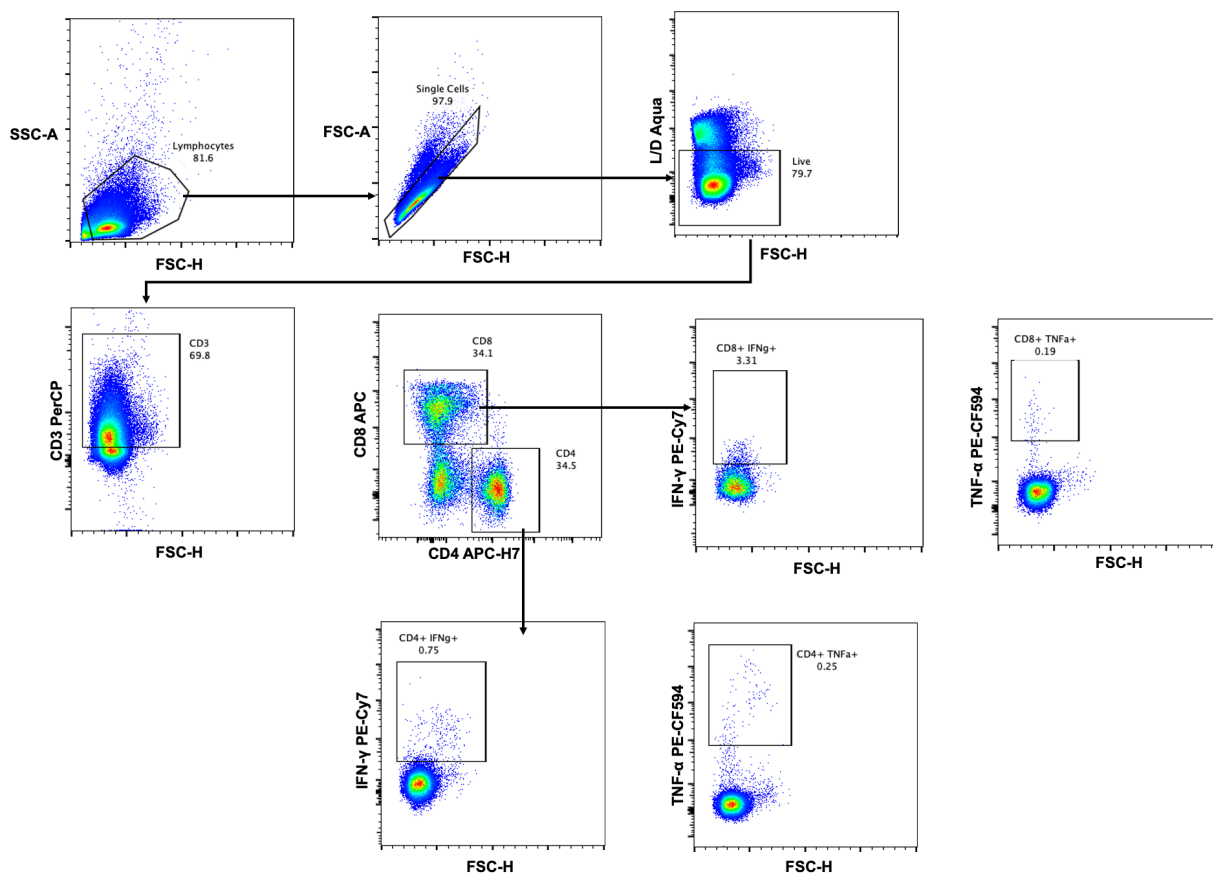 SSC-A
Lymphocytes
81.6
FSC-H
FSC-A
Single Cells
97.9
FSC-H
L/D Aqua
Live
79.7
FSC-H
CD3 PerCP
CD3
69.8
FSC-H
CD8 APC
CD8
34.1
CD4
34.5
CD4 APC-H7
IFN-γ PE-Cy7
CD8+ IFNg+
3.31
FSC-H
TNF-α PE-CF594
CD8+ TNFa+
0.19
FSC-H
IFN-γ PE-Cy7
CD4+ IFNg+
0.75
FSC-H
TNF-α PE-CF594
CD4+ TNFa+
0.25
FSC-H